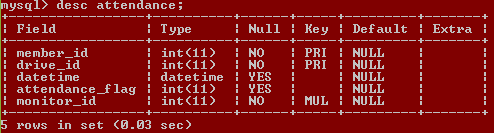 mysql> desc attendance;
+-----------------+----------+------+-----+---------+-------+
| Field           | Type     | Null | Key | Default | Extra |
+-----------------+----------+------+-----+---------+-------+
| member_id       | int(11)  | NO   | PRI | NULL    |       |
| drive_id        | int(11)  | NO   | PRI | NULL    |       |
| datetime        | datetime | YES  |     | NULL    |       |
| attendance_flag | int(11)  | YES  |     | NULL    |       |
| monitor_id      | int(11)  | NO   | MUL | NULL    |       |
+-----------------+----------+------+-----+---------+-------+
5 rows in set (0.03 sec)